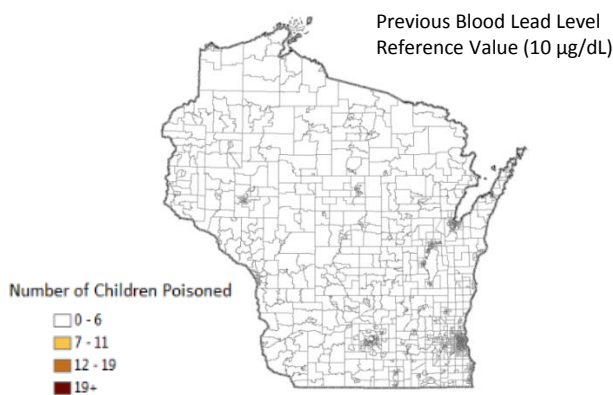 Previous Blood Lead Level
Reference Value (10 µg/dL)
Number of Children Poisoned
0 - 6
7 - 11
12 - 19
19+